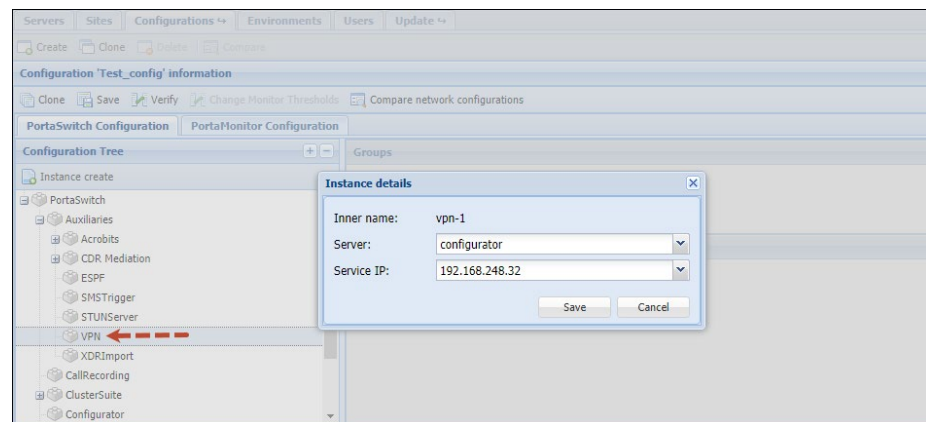 Servers Sites Configurations Environments Users Update
Create Clone Delete Compare
Configuration 'Test_config' information
Clone Save Verify Change Monitor Thresholds Compare network configurations
PortaSwitch Configuration PortaMonitor Configuration
Configuration Tree Groups
Instance create
PortaSwitch
Auxiliaries
Acrobits
CDR Mediation
ESPF
SMSTrigger
STUNServer
VPN
XDRImport
CallRecording
ClusterSuite
Configurator
Instance details
Inner name: vpn-1
Server: configurator
Service IP: 192.168.248.32
Save Cancel